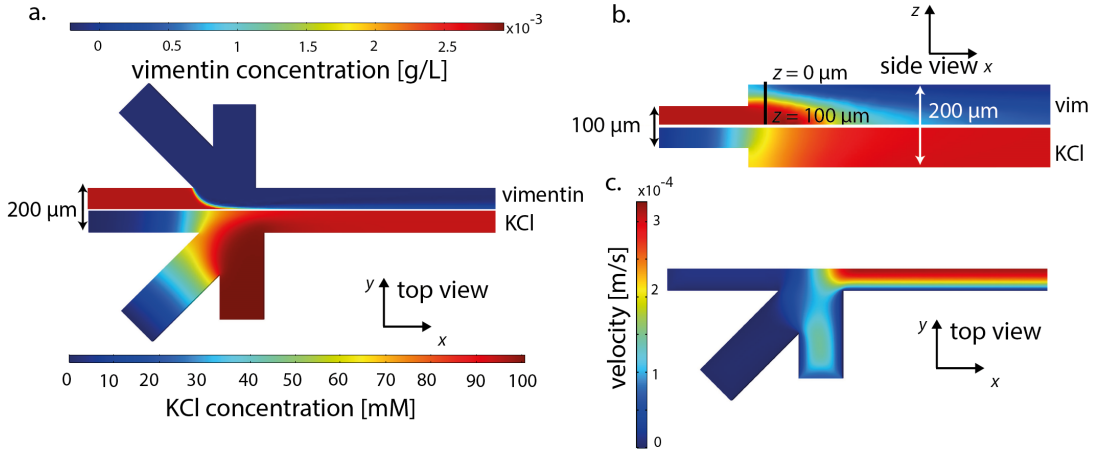 a.
0 0.5 1 1.5 2 2.5 x10⁻³
vimentin concentration [g/L]
200 µm
vimentin
KCl
y
x
top view
0 10 20 30 40 50 60 70 80 90 100
KCl concentration [mM]
b.
z
x
side view
z = 0 µm
z = 100 µm
100 µm
200 µm
vim
KCl
c.
x10⁻⁴
3
2
1
0
velocity [m/s]
y
x
top view